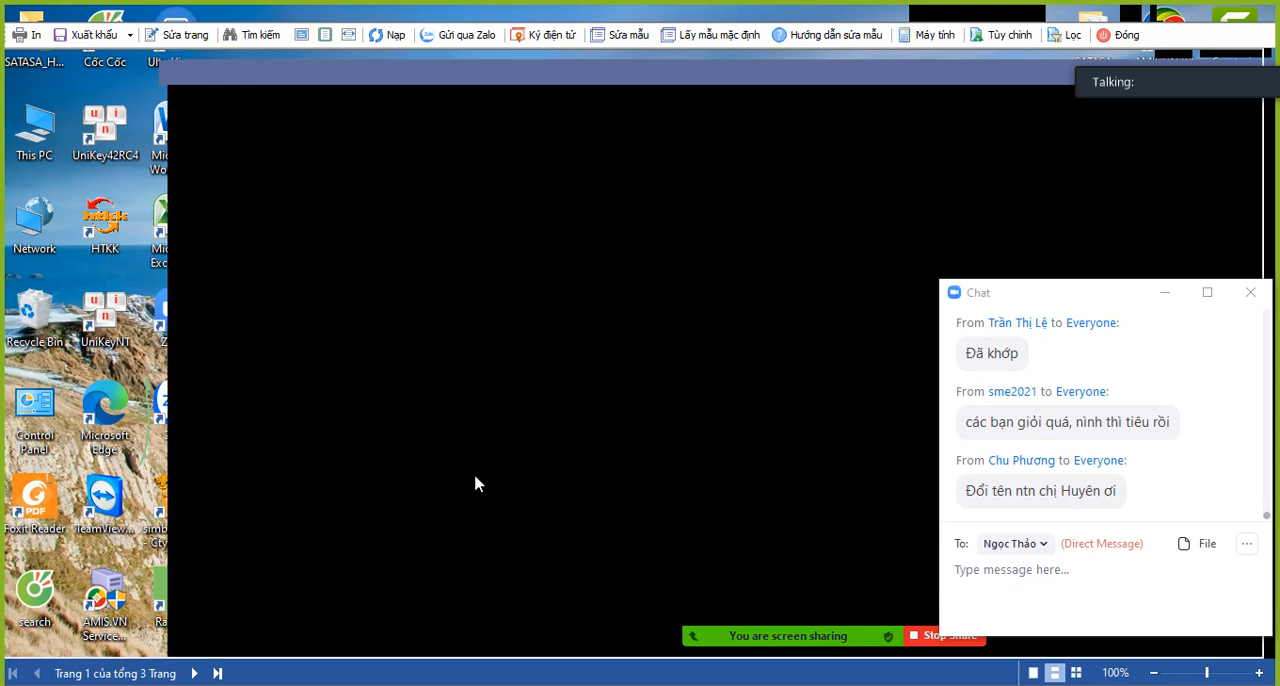 In
Xuất khẩu
Sửa trang
Tìm kiếm
Nạp
Gửi qua Zalo
Ký điện tử
Sửa mẫu
Lấy mẫu mặc định
Hướng dẫn sửa mẫu
Máy tính
Tùy chỉnh
Lọc
Đóng
SATASA_H...
Cốc Cốc
Talking:
This PC
UniKey42RC4
Network
HTKK
Recycle Bin
UniKeyNT
Control
Panel
Microsoft
Edge
Foxit Reader
TeamView...
search
AMIS.VN
Service...
Chat
From Trần Thị Lệ to Everyone:
Đã khớp
From sme2021 to Everyone:
các bạn giỏi quá, nình thì tiêu rồi
From Chu Phương to Everyone:
Đổi tên ntn chị Huyên ơi
To: Ngọc Thảo (Direct Message) File
Type message here...
You are screen sharing
Stop Share
Trang 1 của tổng 3 Trang
100%